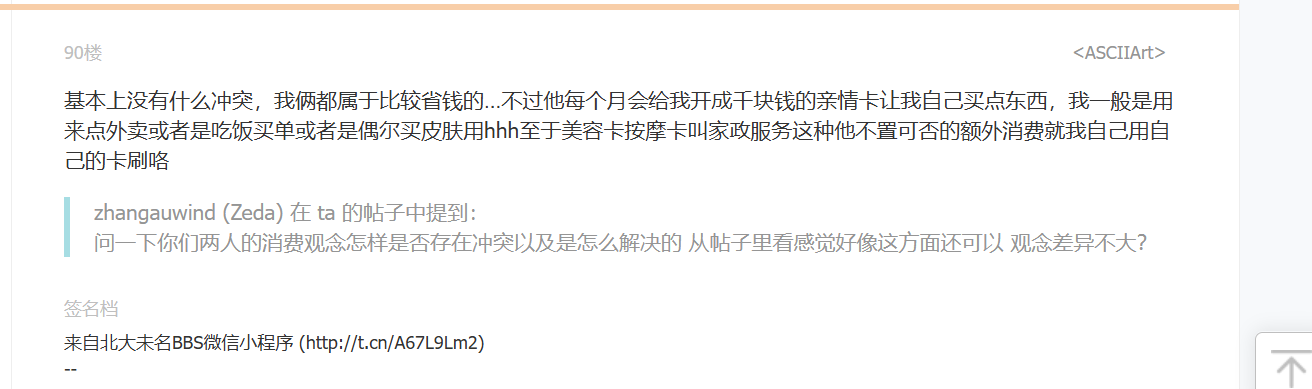 90楼 <ASCIIArt>
基本上没有什么冲突，我俩都属于比较省钱的...不过他每个月会给我开成千块钱的亲情卡让我自己买点东西，我一般是用
来点外卖或者是吃饭买单或者是偶尔买皮肤用hhh至于美容卡按摩卡叫家政服务这种他不置可否的额外消费就我自己用自
己的卡刷咯
zhangauwind (Zeda) 在 ta 的帖子中提到：
问一下你们两人的消费观念怎样是否存在冲突以及是怎么解决的 从帖子里看感觉好像这方面还可以 观念差异不大？
签名档
来自北大未名BBS微信小程序 (http://t.cn/A67L9Lm2)
--